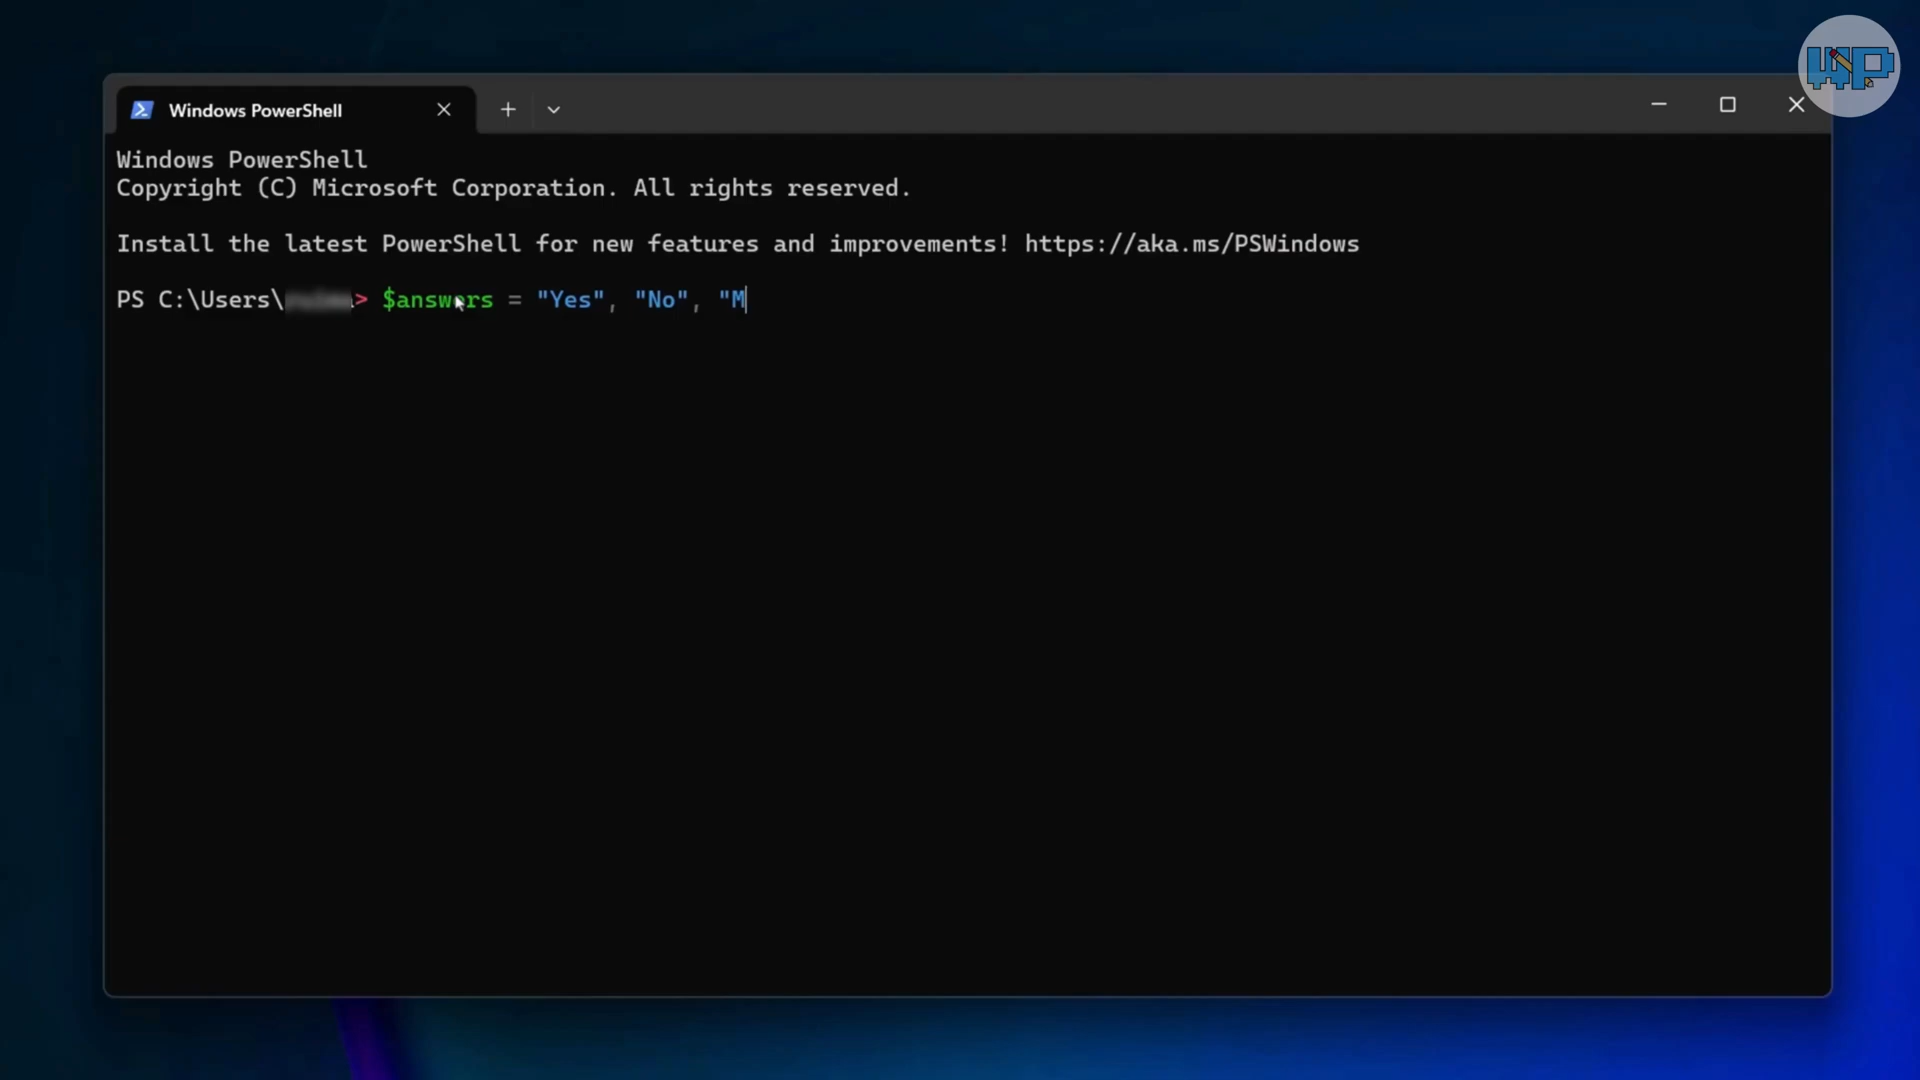 WP
Windows PowerShell
Windows PowerShell
Copyright (C) Microsoft Corporation. All rights reserved.
Install the latest PowerShell for new features and improvements! https://aka.ms/PSWindows
PS C:\Users\> $answers = "Yes", "No", "M